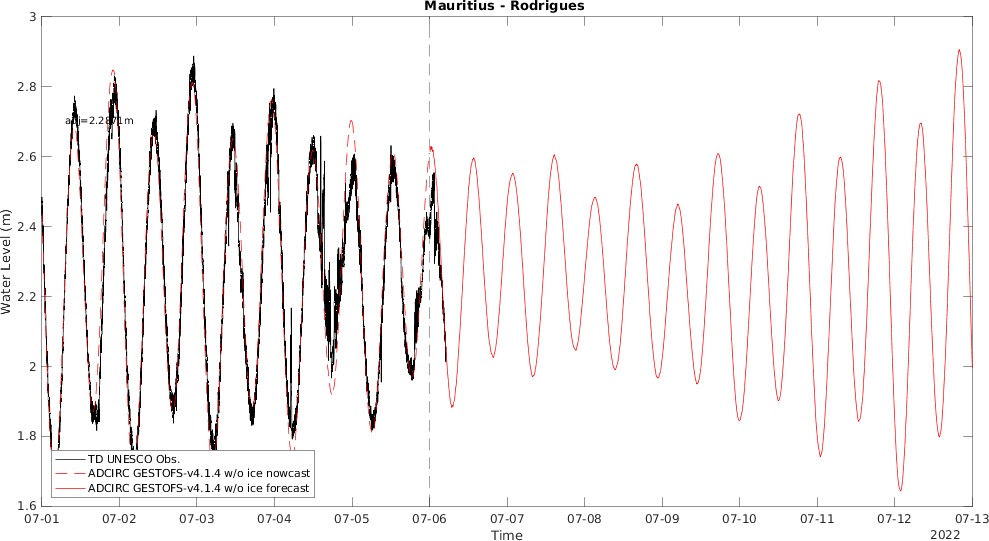 Mauritius - Rodrigues
3
2.8
2.6
2.4
2.2
2
1.8
1.6
Water Level (m)
adj=2.2871m
TD UNESCO Obs.
ADCIRC GESTOFS-v4.1.4 w/o ice nowcast
ADCIRC GESTOFS-v4.1.4 w/o ice forecast
07-01 07-02 07-03 07-04 07-05 07-06 07-07 07-08 07-09 07-10 07-11 07-12 07-13
Time
2022